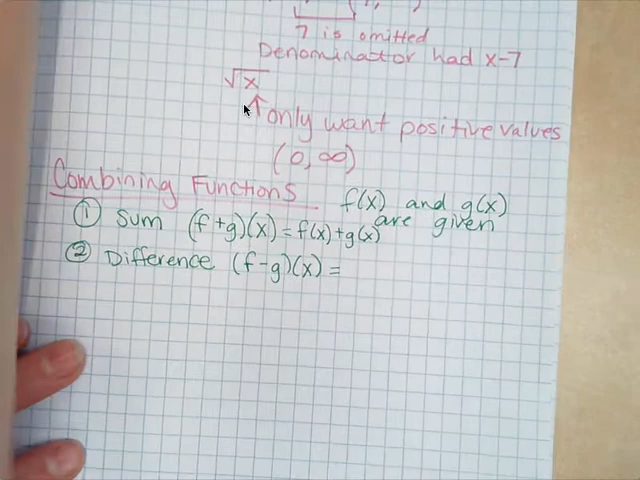 7 is omitted
Denominator had x-7
√x
only want positive values
(0,∞)
Combining Functions f(x) and g(x)
are given
① Sum (f+g)(x)=f(x)+g(x)
② Difference (f-g)(x)=